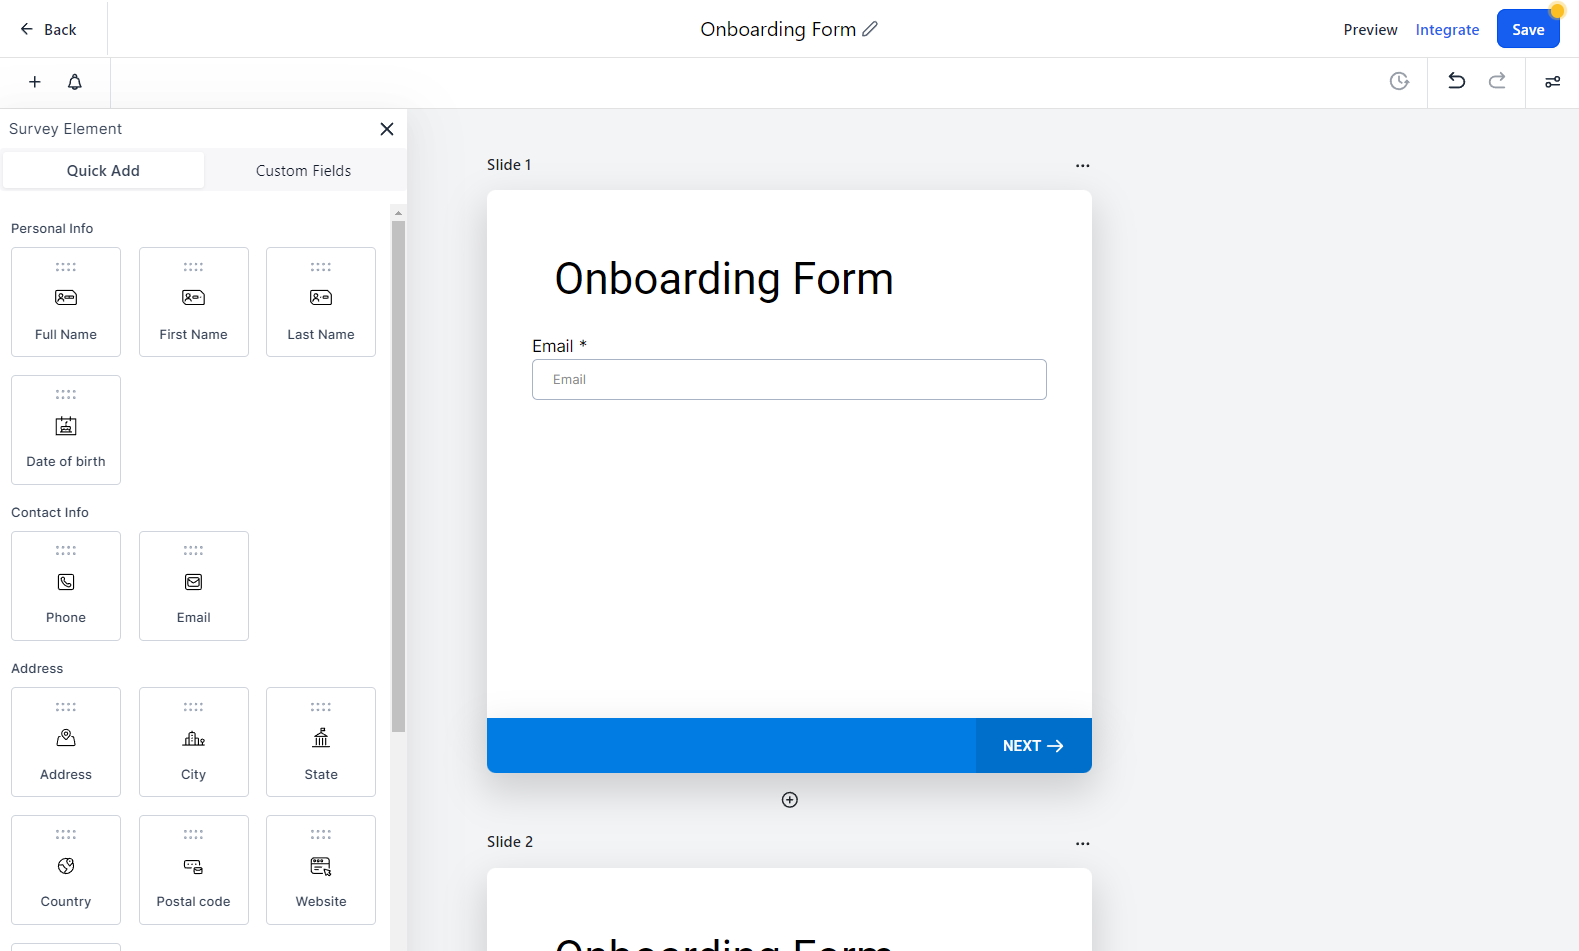 Back
Onboarding Form
Preview
Integrate
Save
Survey Element
Quick Add
Custom Fields
Personal Info
Full Name
First Name
Last Name
Date of birth
Contact Info
Phone
Email
Address
Address
City
State
Country
Postal code
Website
Slide 1
Onboarding Form
Email *
Email
NEXT
Slide 2
Onboarding Form